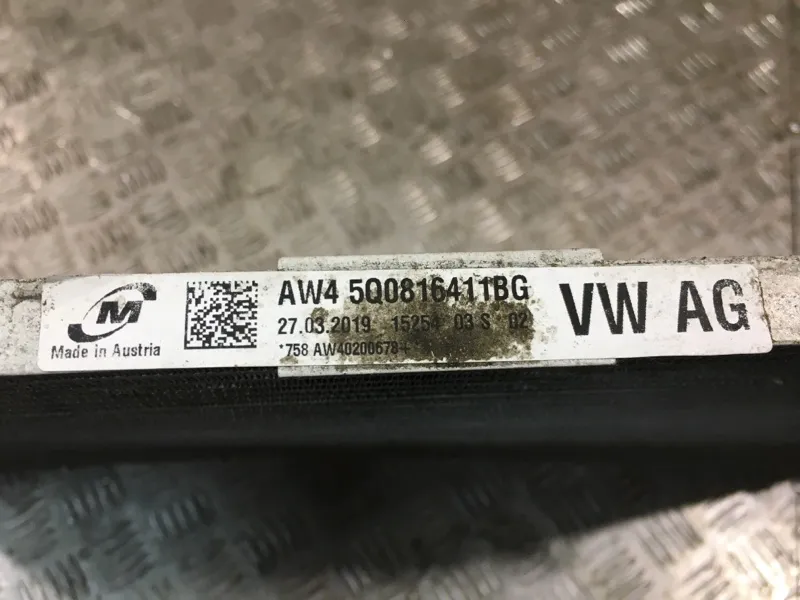 M
Made in Austria
AW4 5Q0816411BG
27.03.2019 15254 03 S 02
*758 AW40200678+
VW AG